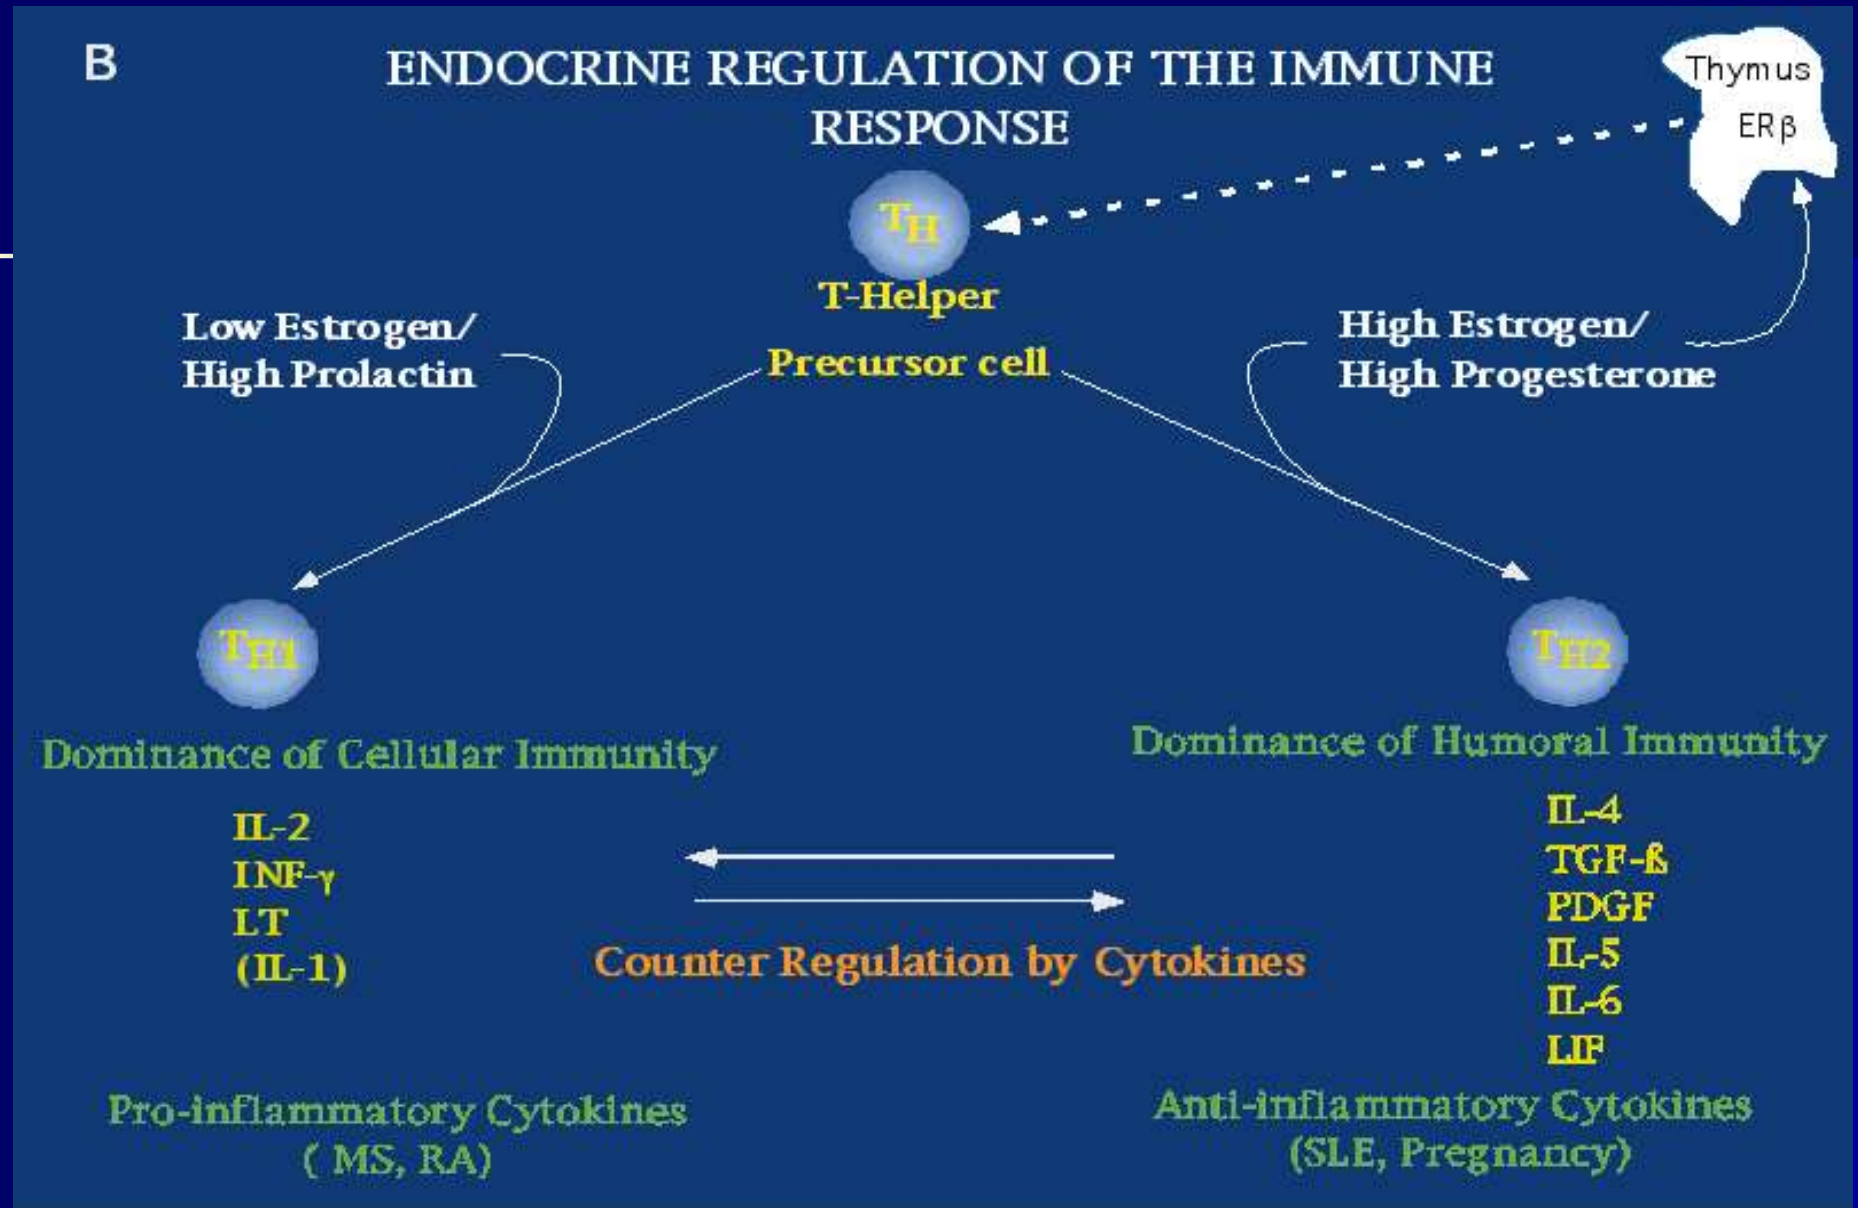 B
ENDOCRINE REGULATION OF THE IMMUNE
RESPONSE
Thymus
ERβ
TH
T-Helper
Precursor cell
Low Estrogen/
High Prolactin
High Estrogen/
High Progesterone
TH1
TH2
Dominance of Cellular Immunity
Dominance of Humoral Immunity
IL-2
INF-γ
LT
(IL-1)
Counter Regulation by Cytokines
IL-4
TGF-ß
PDGF
IL-5
IL-6
LIF
Pro-inflammatory Cytokines
( MS, RA)
Anti-inflammatory Cytokines
(SLE, Pregnancy)